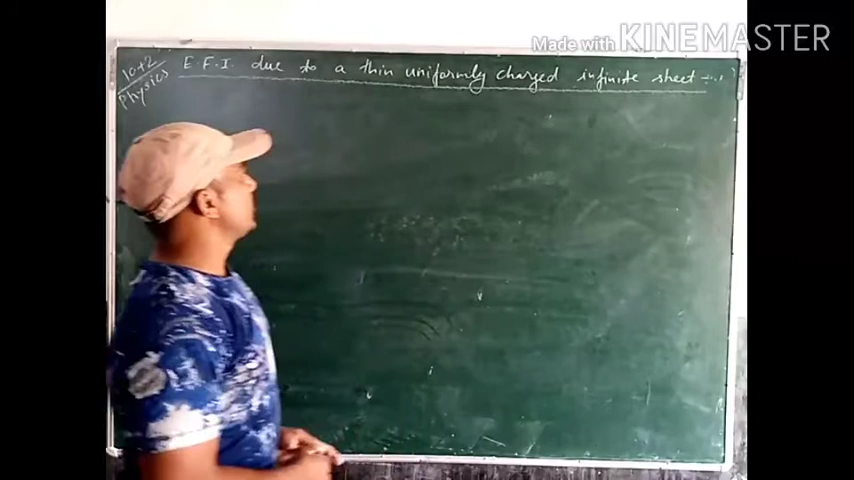 Made with KINEMASTER
10+2
Physics
E.F.I. due to a thin uniformly charged infinite sheet